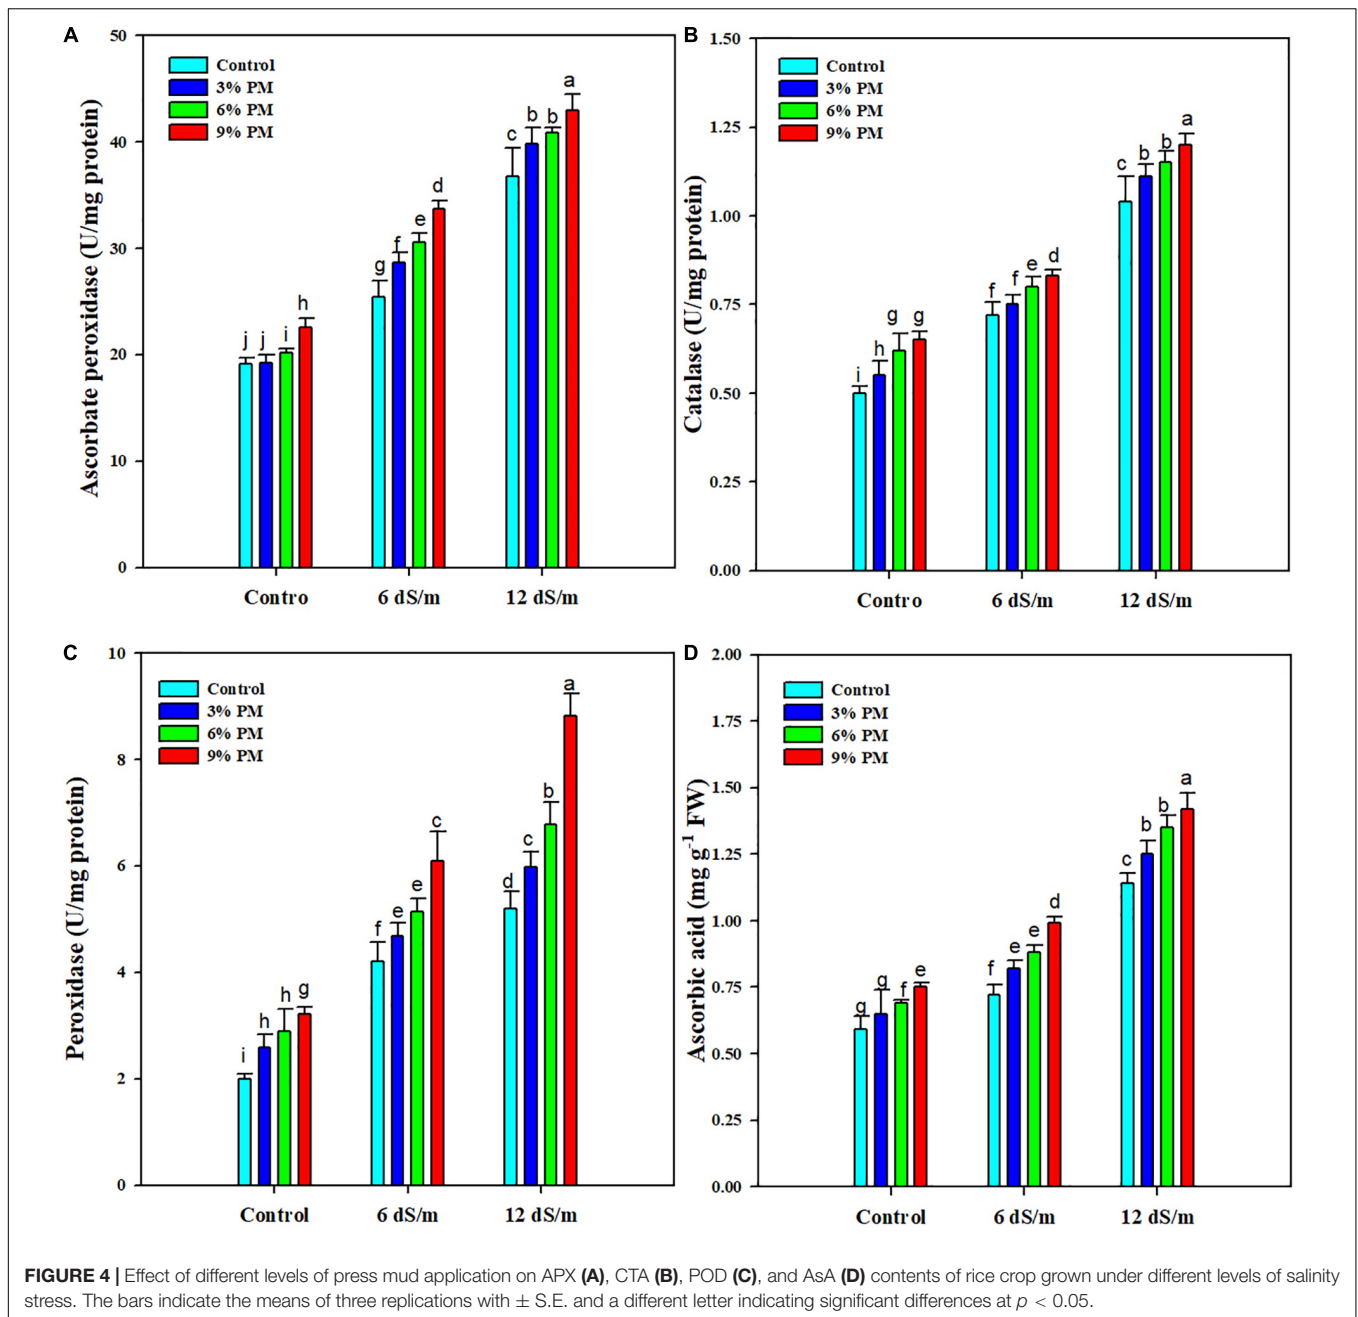 A
50
40
30
20
10
0
Ascorbate peroxidase (U/mg protein)
Control
3% PM
6% PM
9% PM
j j i h
g f e d
c b b a
Contro 6 dS/m 12 dS/m
B
1.50
1.25
1.00
0.75
0.50
0.25
0.00
Catalase (U/mg protein)
Control
3% PM
6% PM
9% PM
i h g g
f f e d
c b b a
Contro 6 dS/m 12 dS/m
C
10
8
6
4
2
0
Peroxidase (U/mg protein)
Control
3% PM
6% PM
9% PM
i h h g
f e e c
d c b a
Control 6 dS/m 12 dS/m
D
2.00
1.75
1.50
1.25
1.00
0.75
0.50
0.25
0.00
Ascorbic acid (mg g⁻¹ FW)
Control
3% PM
6% PM
9% PM
g g f e
f e e d
c b b a
Control 6 dS/m 12 dS/m
FIGURE 4 | Effect of different levels of press mud application on APX (A), CTA (B), POD (C), and AsA (D) contents of rice crop grown under different levels of salinity
stress. The bars indicate the means of three replications with ± S.E. and a different letter indicating significant differences at p < 0.05.